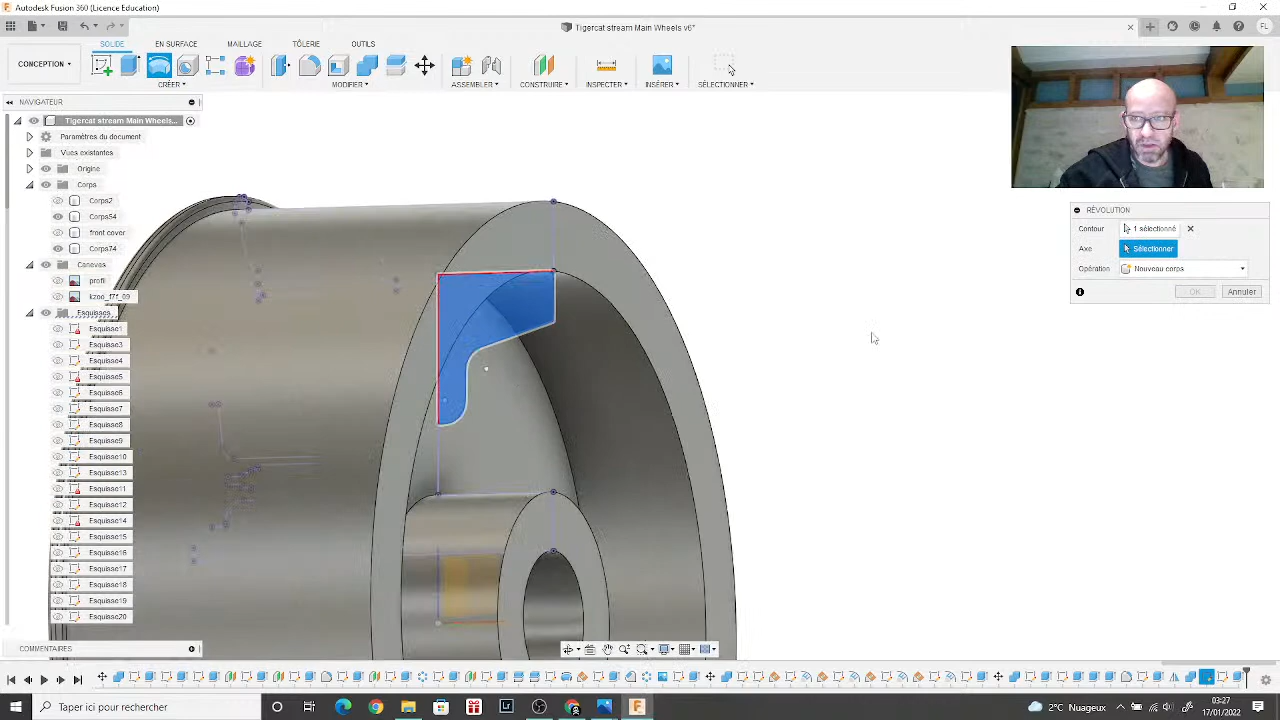 Autodesk Fusion 360 (Licence Education)
Tigercat stream Main Wheels v6*
FL
CONCEPTION
SOLIDE
EN SURFACE
MAILLAGE
TÔLERIE
OUTILS
CRÉER
MODIFIER
ASSEMBLER
CONSTRUIRE
INSPECTER
INSÉRER
SÉLECTIONNER
NAVIGATEUR
Tigercat stream Main Wheels...
Paramètres du document
Vues existantes
Origine
Corps
Corps2
Corps54
front cover
Corps74
Canevas
profil
kzoo_f7f_09
Esquisses
Esquisse1
Esquisse3
Esquisse4
Esquisse5
Esquisse6
Esquisse7
Esquisse8
Esquisse9
Esquisse10
Esquisse13
Esquisse11
Esquisse12
Esquisse14
Esquisse15
Esquisse16
Esquisse17
Esquisse18
Esquisse19
Esquisse20
RÉVOLUTION
Contour
1 sélectionné
Axe
Sélectionner
Opération
Nouveau corps
OK
Annuler
COMMENTAIRES
Taper ici pour rechercher
2°C Nuageux
03:27
17/01/2022